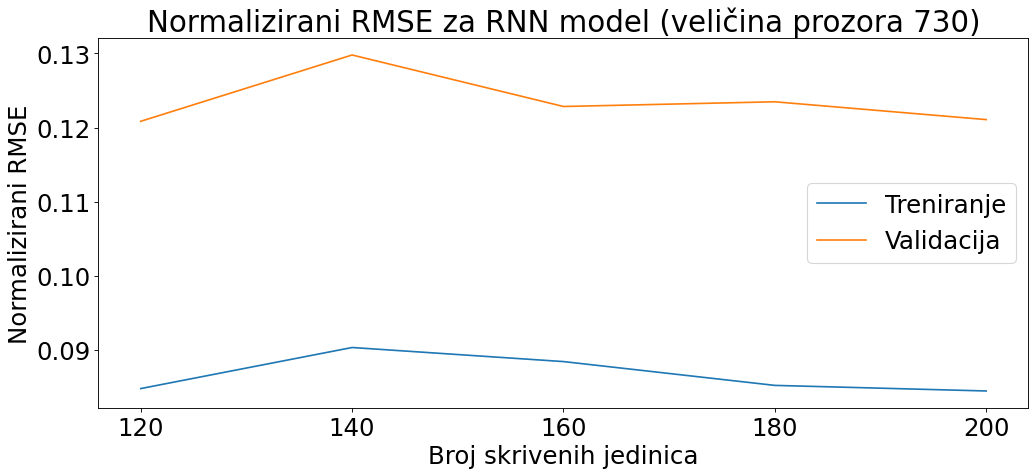 Normalizirani RMSE za RNN model (veličina prozora 730)
Normalizirani RMSE
0.13
0.12
0.11
0.10
0.09
Treniranje
Validacija
120 140 160 180 200
Broj skrivenih jedinica